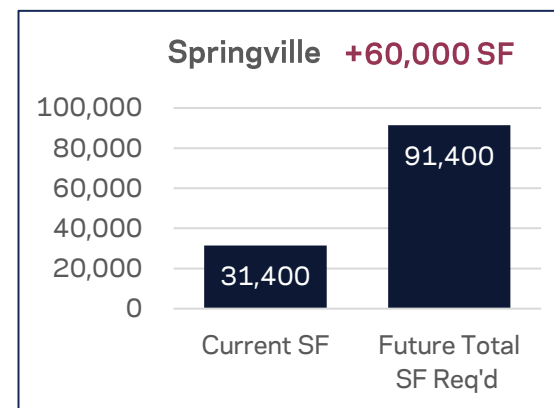 Springville +60,000 SF
100,000
80,000
60,000
40,000
20,000
0
31,400
91,400
Current SF
Future Total
SF Req'd